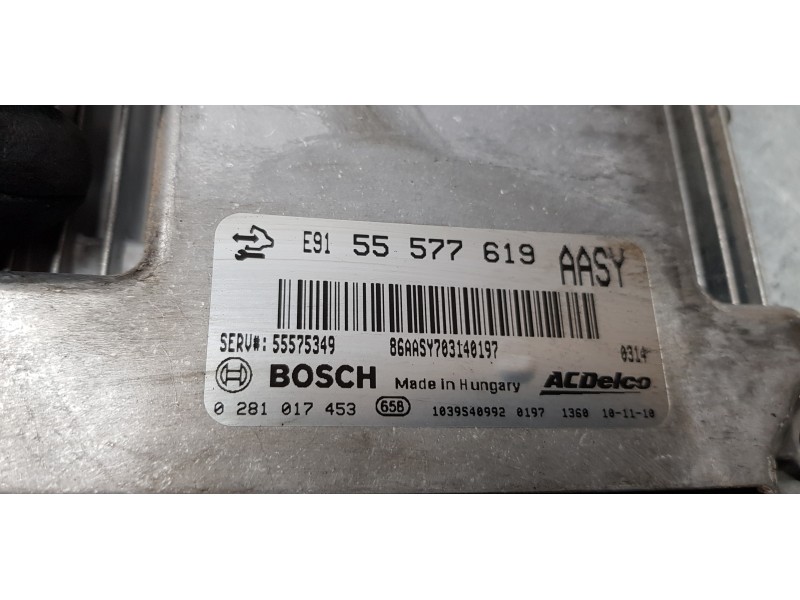 E91 55 577 619 AASY
SERV#: 55575349 86AASY703140197 0314
BOSCH Made in Hungary ACDelco
0 281 017 453 65B 1039S40992 0197 1360 10-11-10